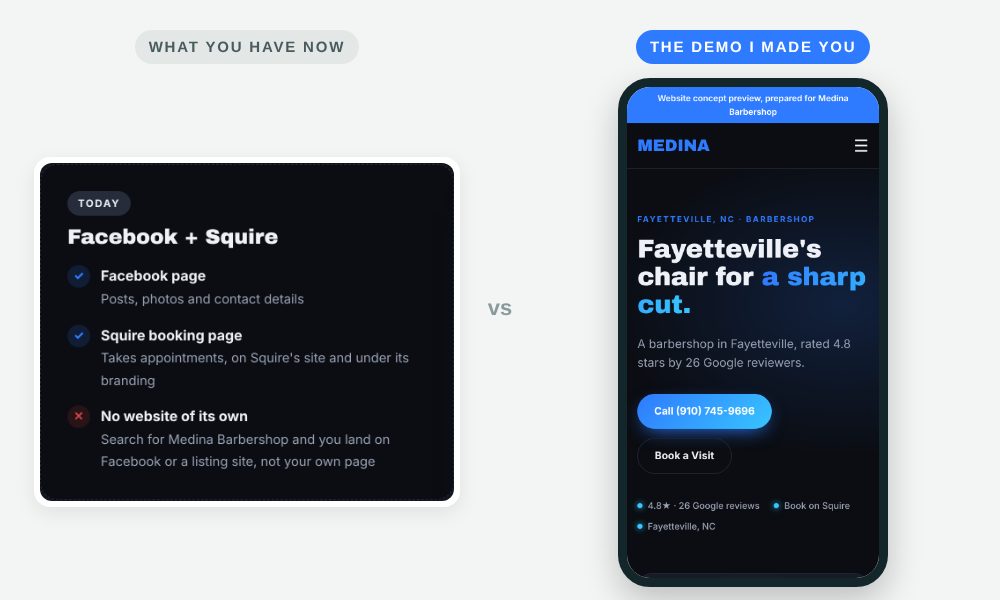 WHAT YOU HAVE NOW
TODAY
Facebook + Squire
Facebook page
Posts, photos and contact details
Squire booking page
Takes appointments, on Squire's site and under its
branding
No website of its own
Search for Medina Barbershop and you land on
Facebook or a listing site, not your own page
vs
THE DEMO I MADE YOU
Website concept preview, prepared for Medina
Barbershop
MEDINA
FAYETTEVILLE, NC · BARBERSHOP
Fayetteville's
chair for a sharp
cut.
A barbershop in Fayetteville, rated 4.8
stars by 26 Google reviewers.
Call (910) 745-9696
Book a Visit
4.8★ · 26 Google reviews
Book on Squire
Fayetteville, NC